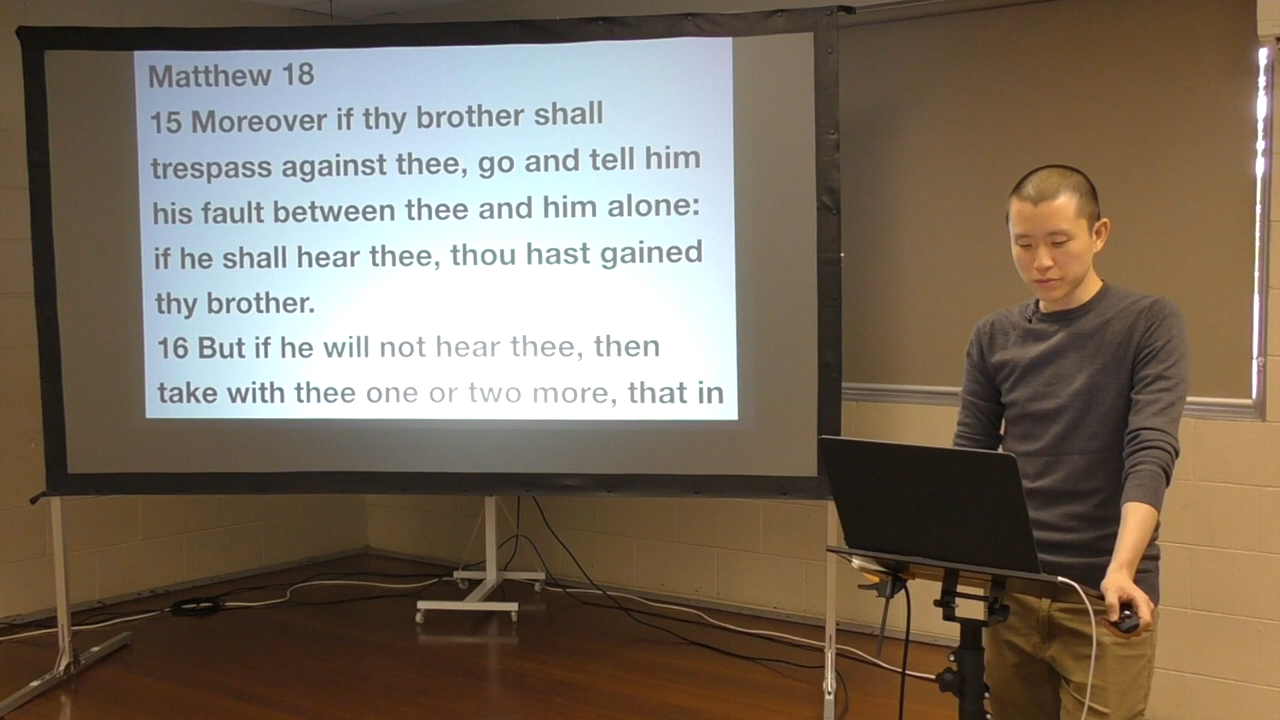 Matthew 18
15 Moreover if thy brother shall
trespass against thee, go and tell him
his fault between thee and him alone:
if he shall hear thee, thou hast gained
thy brother.
16 But if he will not hear thee, then
take with thee one or two more, that in